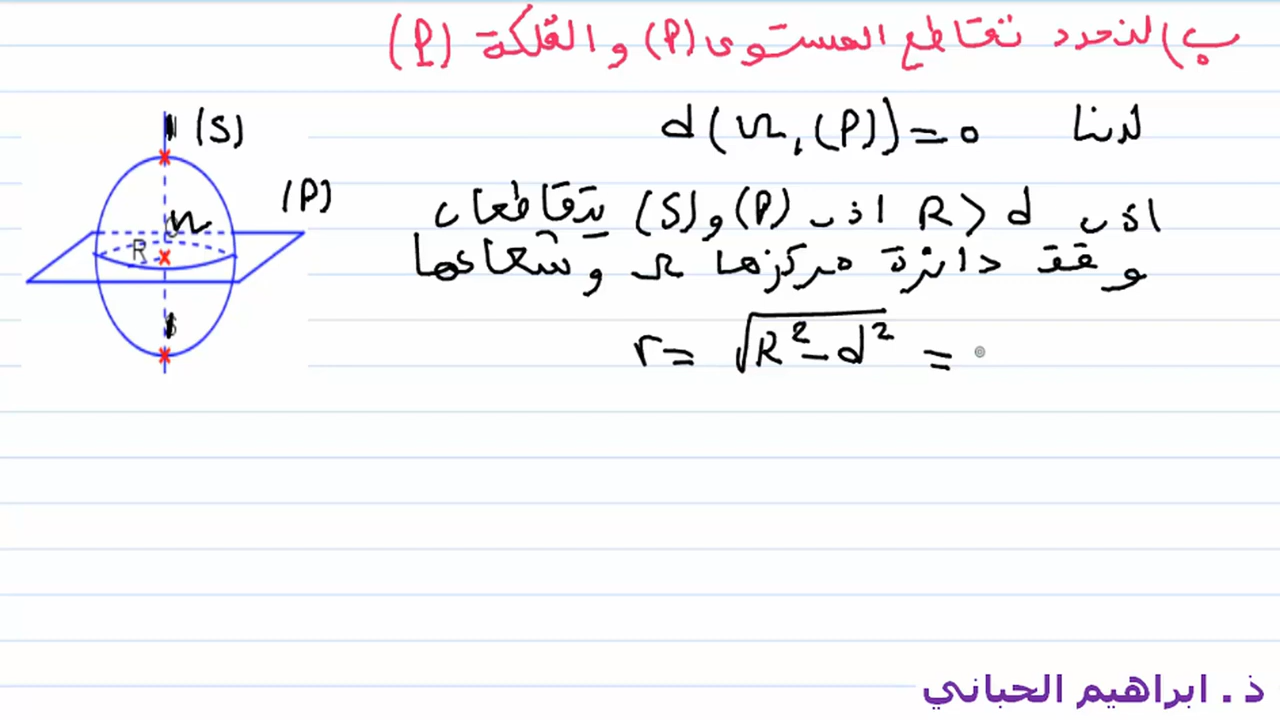 ب) لنحدد تقاطع المستوى (P) والفلكة (P)
لدينا d(Ω,(P))=0
اذن R>d اذن (P) و(S) يتقاطعان
وفق دائرة مركزها Ω وشعاعها
r=√(R²-d²) =
(S)
(P)
Ω
R
ذ . ابراهيم الحباني